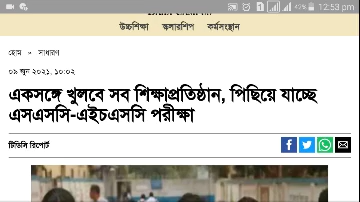 42% 12:53 pm
উচ্চশিক্ষা স্কলারশিপ কর্মসংস্থান
হোম » সাধারণ
০৯ জুন ২০২১, ১০:০২
একসঙ্গে খুলবে সব শিক্ষাপ্রতিষ্ঠান, পিছিয়ে যাচ্ছে
এসএসসি-এইচএসসি পরীক্ষা
টিডিসি রিপোর্ট